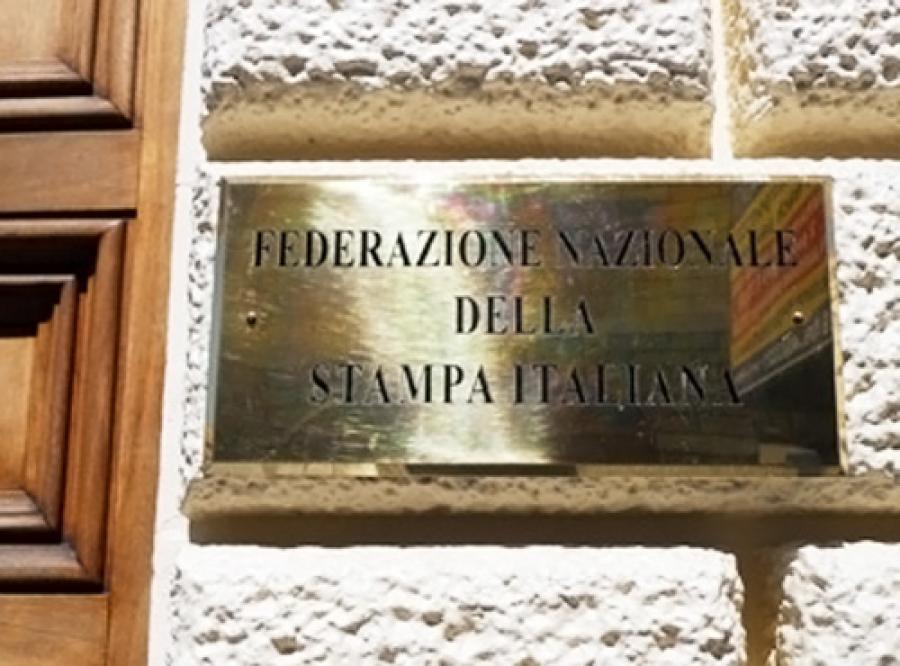 FEDERAZIONE NAZIONALE
DELLA
STAMPA ITALIANA